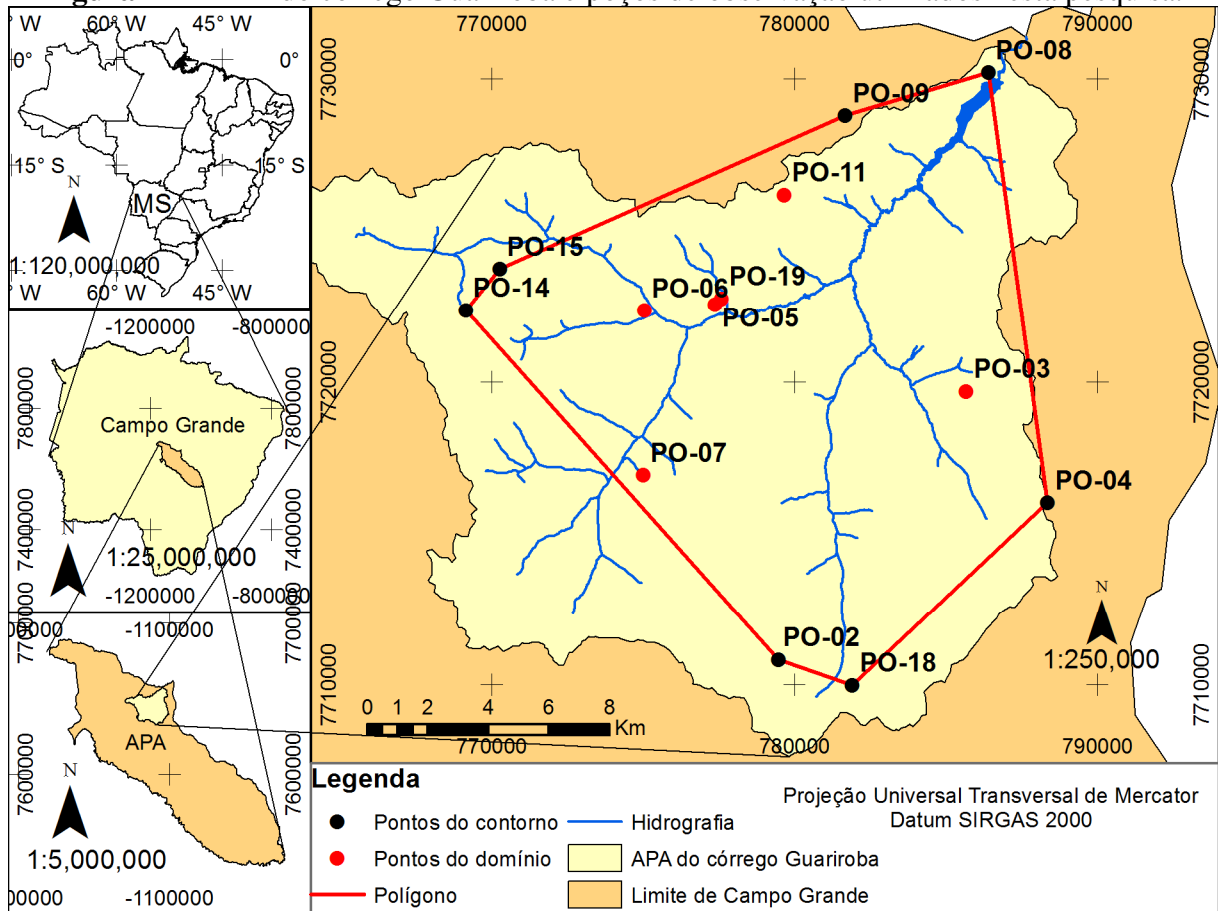 60° W
45° W
0°
0°
15° S
15° S
N
MS
1:120,000,000
60° W
45° W
-1200000
-800000
7800000
7800000
Campo Grande
7400000
7400000
N
1:25,000,000
-1200000
-800000
-1100000
7700000
7700000
APA
7600000
7600000
N
1:5,000,000
-1100000
770000
780000
790000
7730000
7730000
PO-08
PO-09
PO-11
PO-15
PO-14
PO-19
PO-06
PO-05
7720000
7720000
PO-03
PO-07
PO-04
PO-02
PO-18
N
1:250,000
7710000
7710000
0 1 2 4 6 8
Km
770000
780000
790000
Legenda
Pontos do contorno
Hidrografia
Pontos do domínio
APA do córrego Guariroba
Polígono
Limite de Campo Grande
Projeção Universal Transversal de Mercator
Datum SIRGAS 2000